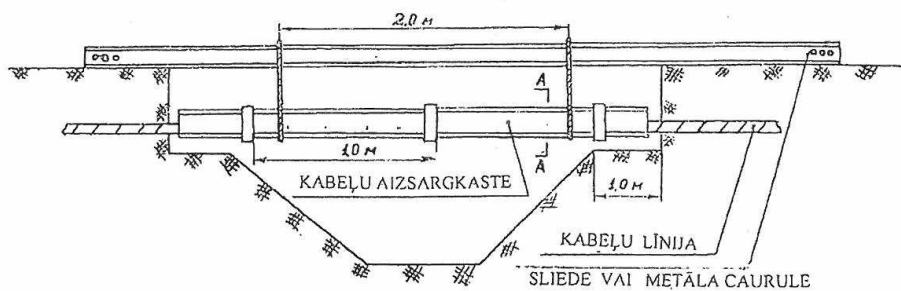 2,0 м
A
1,0 м
A
KABEĻU AIZSARGKASTE
1,0 м
KABEĻU LĪNIJA
SLIEDE VAI METĀLA CAURULE